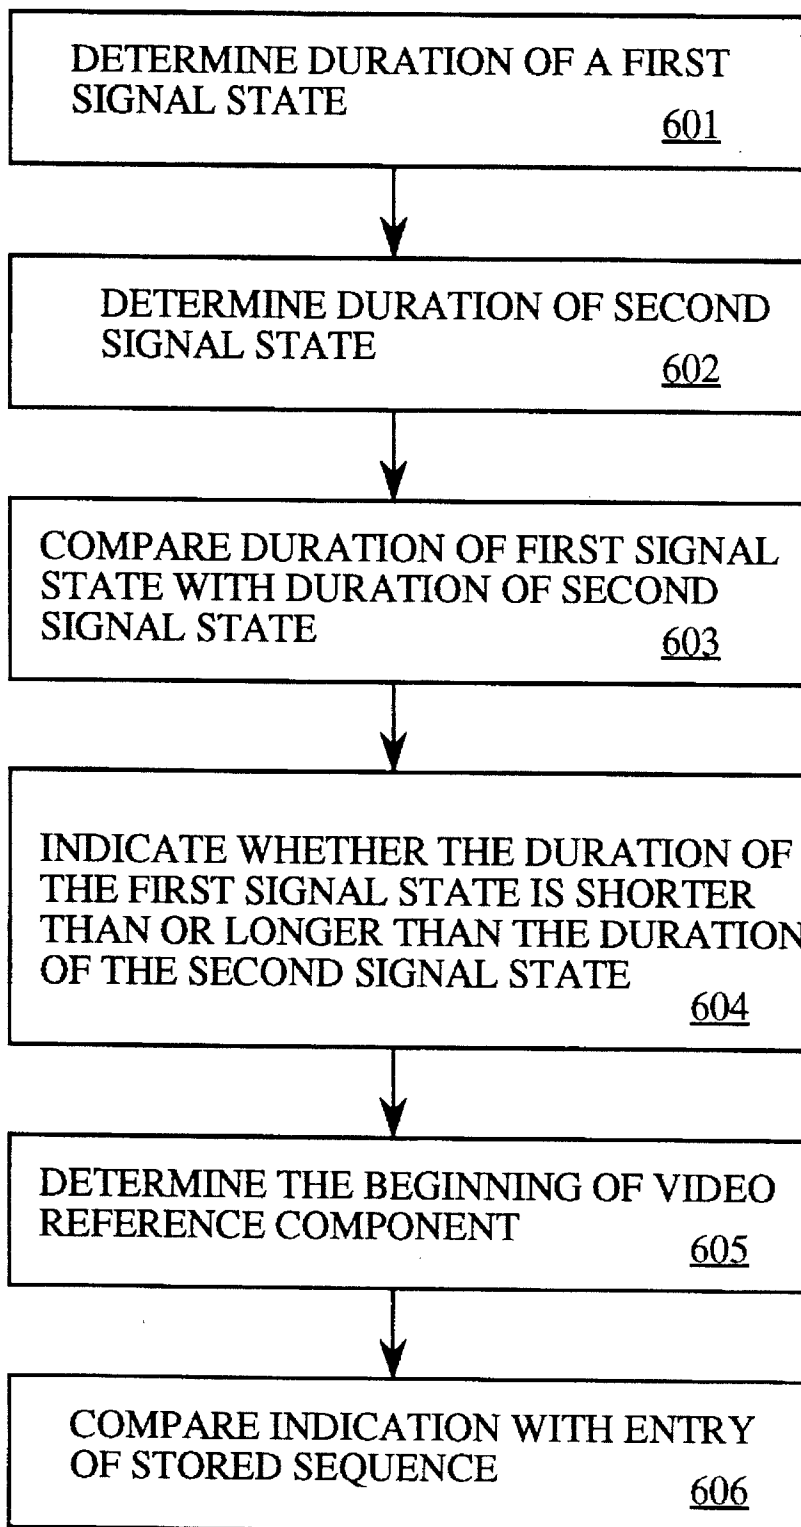 DETERMINE DURATION OF A FIRST
SIGNAL STATE
601
DETERMINE DURATION OF SECOND
SIGNAL STATE
602
COMPARE DURATION OF FIRST SIGNAL
STATE WITH DURATION OF SECOND
SIGNAL STATE
603
INDICATE WHETHER THE DURATION OF
THE FIRST SIGNAL STATE IS SHORTER
THAN OR LONGER THAN THE DURATION
OF THE SECOND SIGNAL STATE
604
DETERMINE THE BEGINNING OF VIDEO
REFERENCE COMPONENT
605
COMPARE INDICATION WITH ENTRY
OF STORED SEQUENCE
606